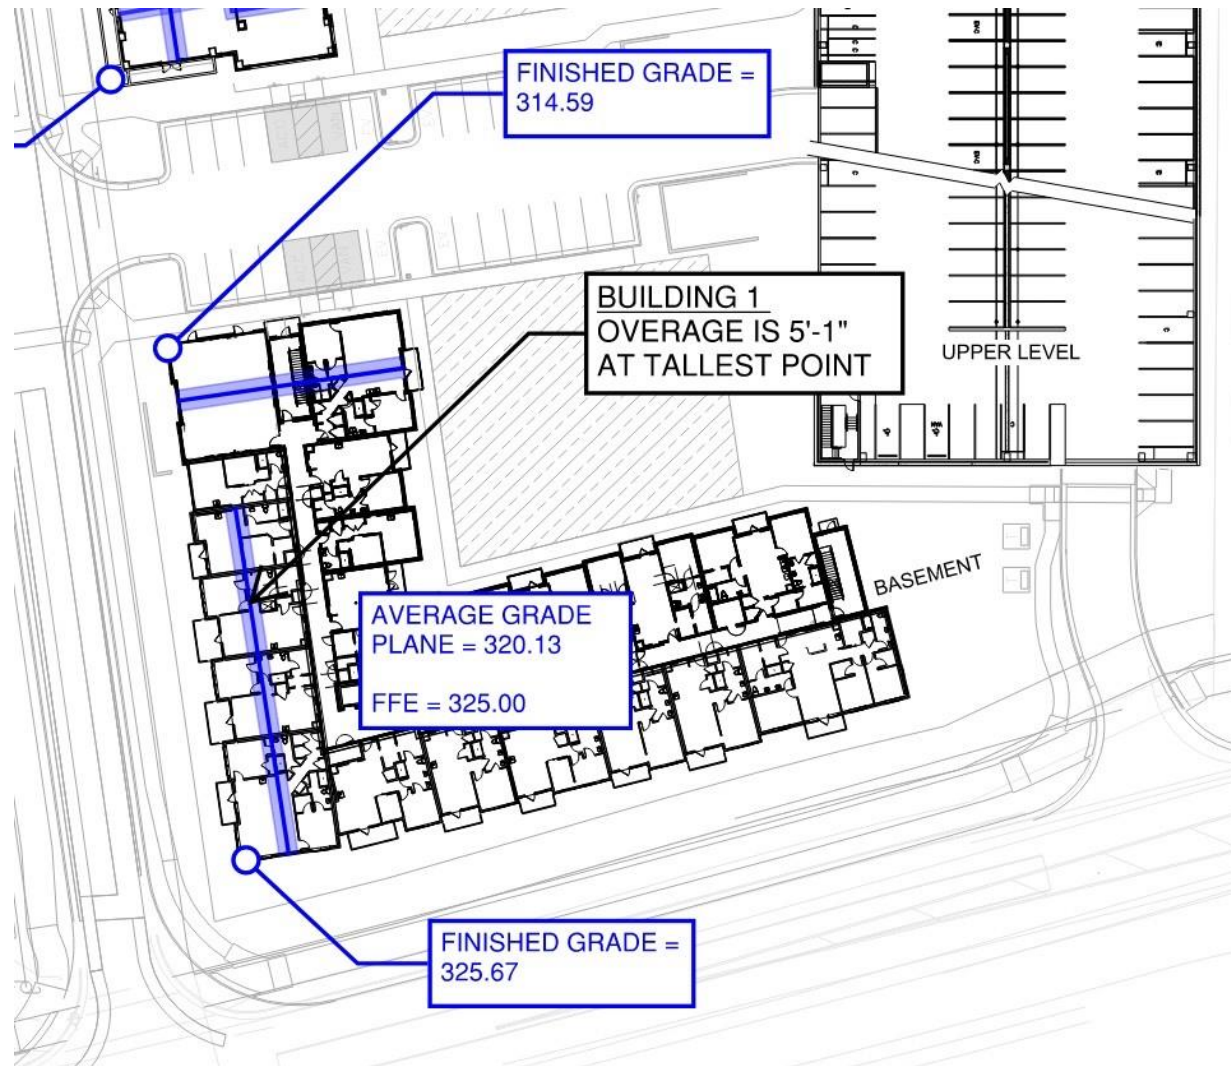 FINISHED GRADE =
314.59
BUILDING 1
OVERAGE IS 5'-1"
AT TALLEST POINT
UPPER LEVEL
BASEMENT
AVERAGE GRADE
PLANE = 320.13
FFE = 325.00
FINISHED GRADE =
325.67